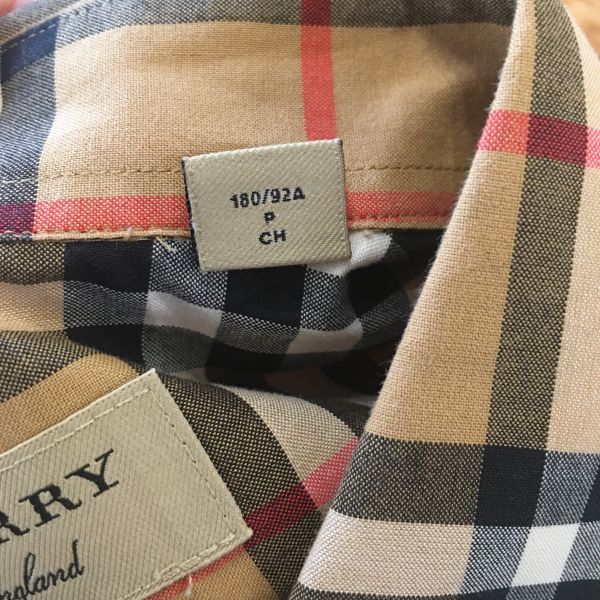 180/92A
P
CH
RRY
ngland